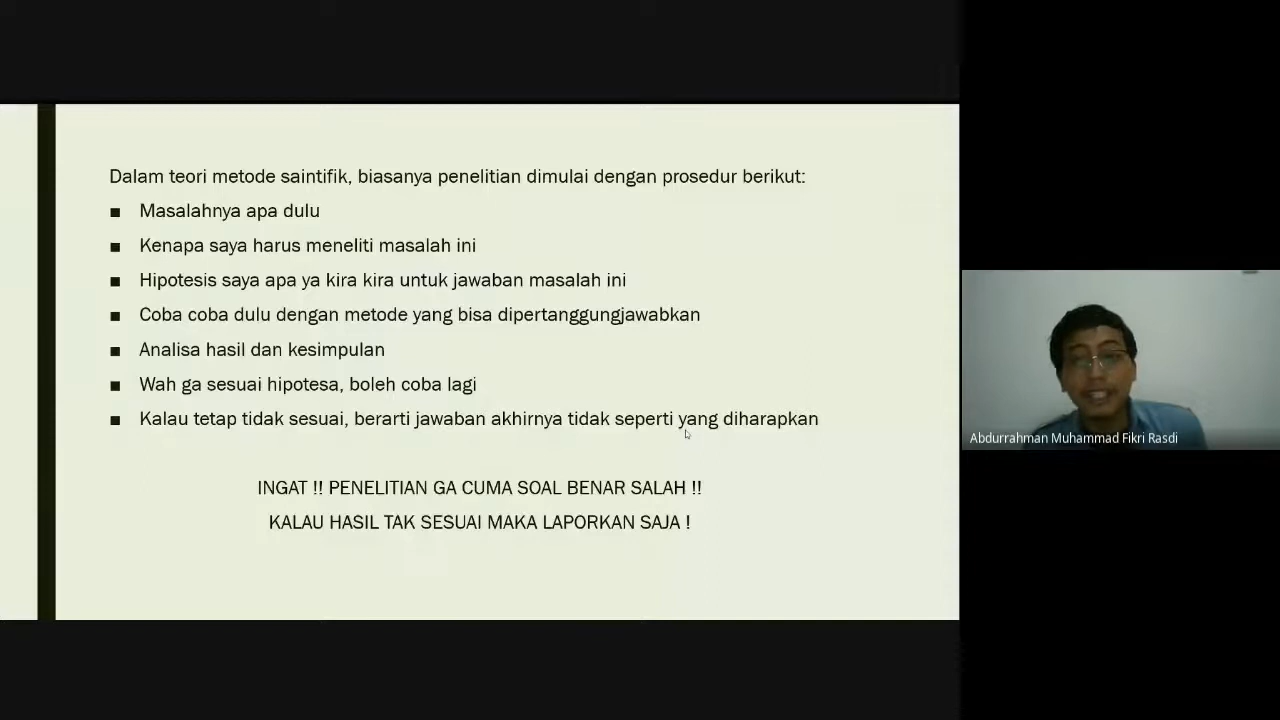 Dalam teori metode saintifik, biasanya penelitian dimulai dengan prosedur berikut:
■ Masalahnya apa dulu
■ Kenapa saya harus meneliti masalah ini
■ Hipotesis saya apa ya kira kira untuk jawaban masalah ini
■ Coba coba dulu dengan metode yang bisa dipertanggungjawabkan
■ Analisa hasil dan kesimpulan
■ Wah ga sesuai hipotesa, boleh coba lagi
■ Kalau tetap tidak sesuai, berarti jawaban akhirnya tidak seperti yang diharapkan
INGAT !! PENELITIAN GA CUMA SOAL BENAR SALAH !!
KALAU HASIL TAK SESUAI MAKA LAPORKAN SAJA !
Abdurrahman Muhammad Fikri Rasdi